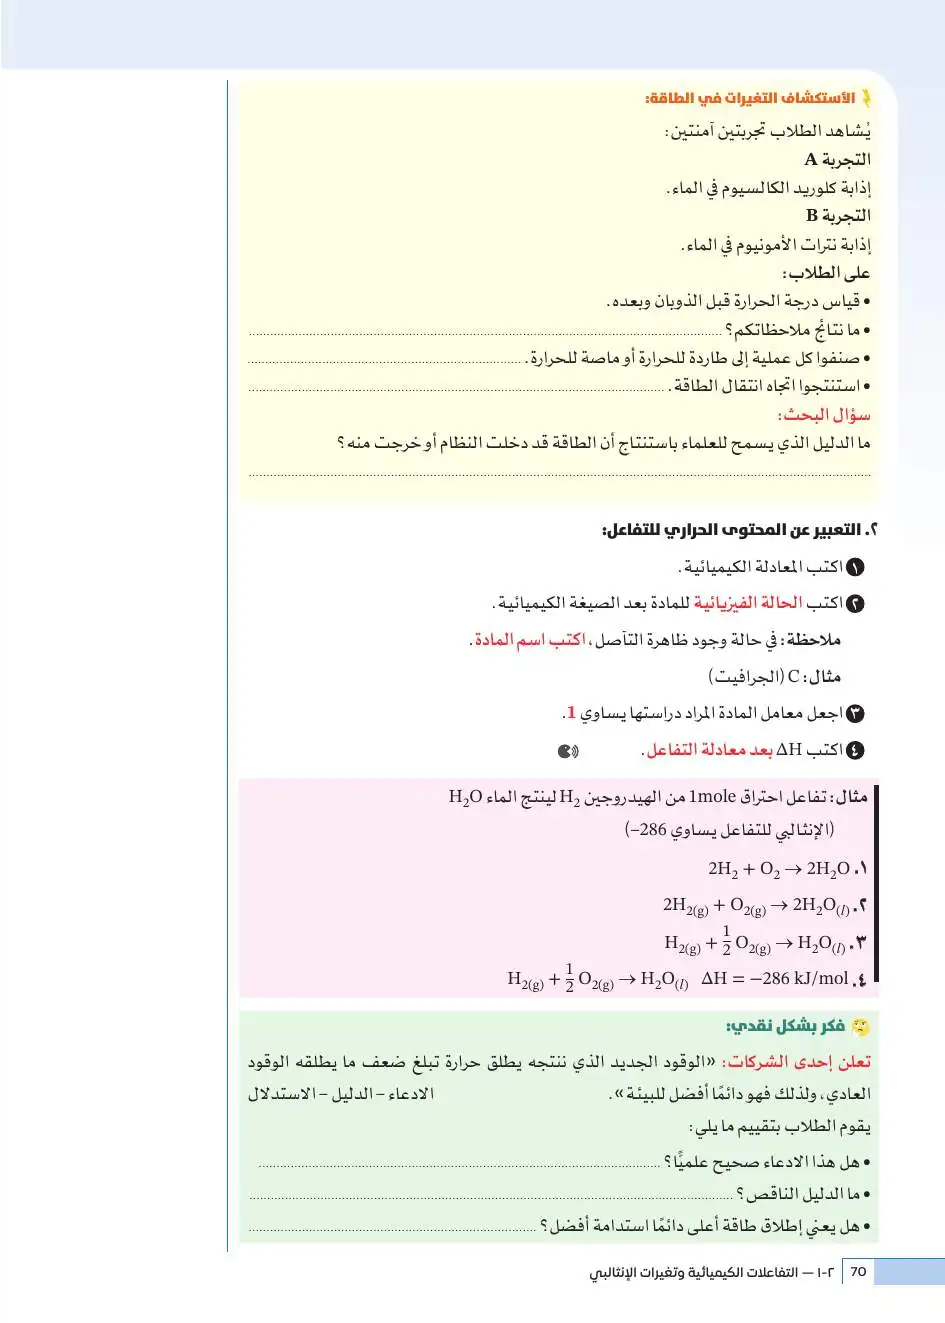 الأستكشاف التغيرات في الطاقة:
يُشاهد الطلاب تجربتين آمنتين:
التجربة A
إذابة كلوريد الكالسيوم في الماء.
التجربة B
إذابة نترات الأمونيوم في الماء.
على الطلاب:
• قياس درجة الحرارة قبل الذوبان وبعده.
• ما نتائج ملاحظاتكم؟ ........................
• صنفوا كل عملية إلى طاردة للحرارة أو ماصة للحرارة. ........................
• استنتجوا اتجاه انتقال الطاقة. ........................
سؤال البحث:
ما الدليل الذي يسمح للعلماء باستنتاج أن الطاقة قد دخلت النظام أو خرجت منه؟
........................
٢. التعبير عن المحتوى الحراري للتفاعل:
١ اكتب المعادلة الكيميائية.
٢ اكتب الحالة الفيزيائية للمادة بعد الصيغة الكيميائية.
ملاحظة: في حالة وجود ظاهرة التآصل، اكتب اسم المادة.
مثال: C (الجرافيت)
٣ اجعل معامل المادة المراد دراستها يساوي 1.
٤ اكتب ΔH بعد معادلة التفاعل.
مثال: تفاعل احتراق 1mole من الهيدروجين H₂ لينتج الماء H₂O
(الإنثالبي للتفاعل يساوي 286–)
١. 2H₂ + O₂ → 2H₂O
٢. 2H₂(g) + O₂(g) → 2H₂O(l)
٣. H₂(g) + 1/2 O₂(g) → H₂O(l)
٤. H₂(g) + 1/2 O₂(g) → H₂O(l) ΔH = −286 kJ/mol
فكر بشكل نقدي:
تعلن إحدى الشركات: «الوقود الجديد الذي ننتجه يطلق حرارة تبلغ ضعف ما يطلقه الوقود
العادي، ولذلك فهو دائمًا أفضل للبيئة». الادعاء – الدليل – الاستدلال
يقوم الطلاب بتقييم ما يلي:
• هل هذا الادعاء صحيح علميًّا؟ ........................
• ما الدليل الناقص؟ ........................
• هل يعني إطلاق طاقة أعلى دائمًا استدامة أفضل؟ ........................
70 ٢-١ — التفاعلات الكيميائية وتغيرات الإنثالبي